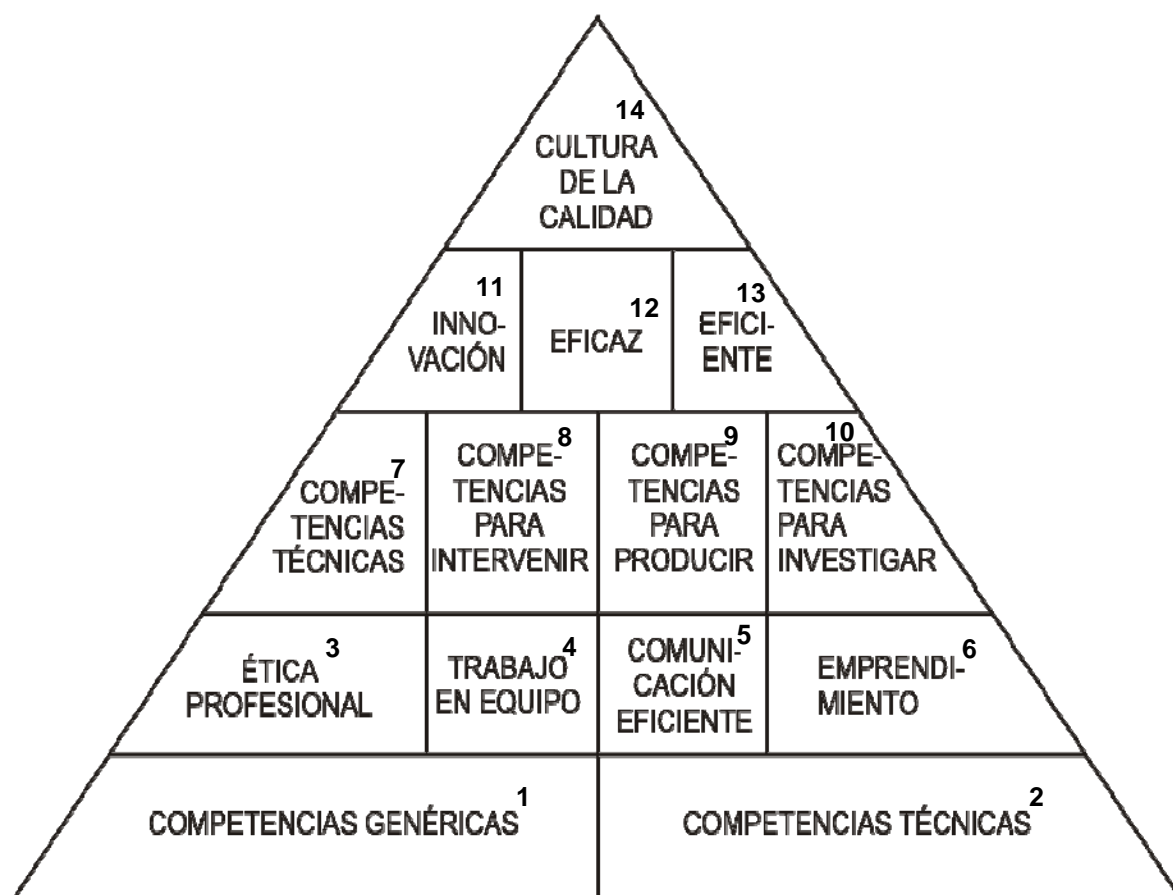 14
CULTURA
DE LA
CALIDAD
11
INNO-
VACIÓN
12
EFICAZ
13
EFICI-
ENTE
7
COMPE-
TENCIAS
TÉCNICAS
8
COMPE-
TENCIAS
PARA
INTERVENIR
9
COMPE-
TENCIAS
PARA
PRODUCIR
10
COMPE-
TENCIAS
PARA
INVESTIGAR
3
ÉTICA
PROFESIONAL
4
TRABAJO
EN EQUIPO
5
COMUNI-
CACIÓN
EFICIENTE
6
EMPRENDI-
MIENTO
COMPETENCIAS GENÉRICAS 1
COMPETENCIAS TÉCNICAS 2